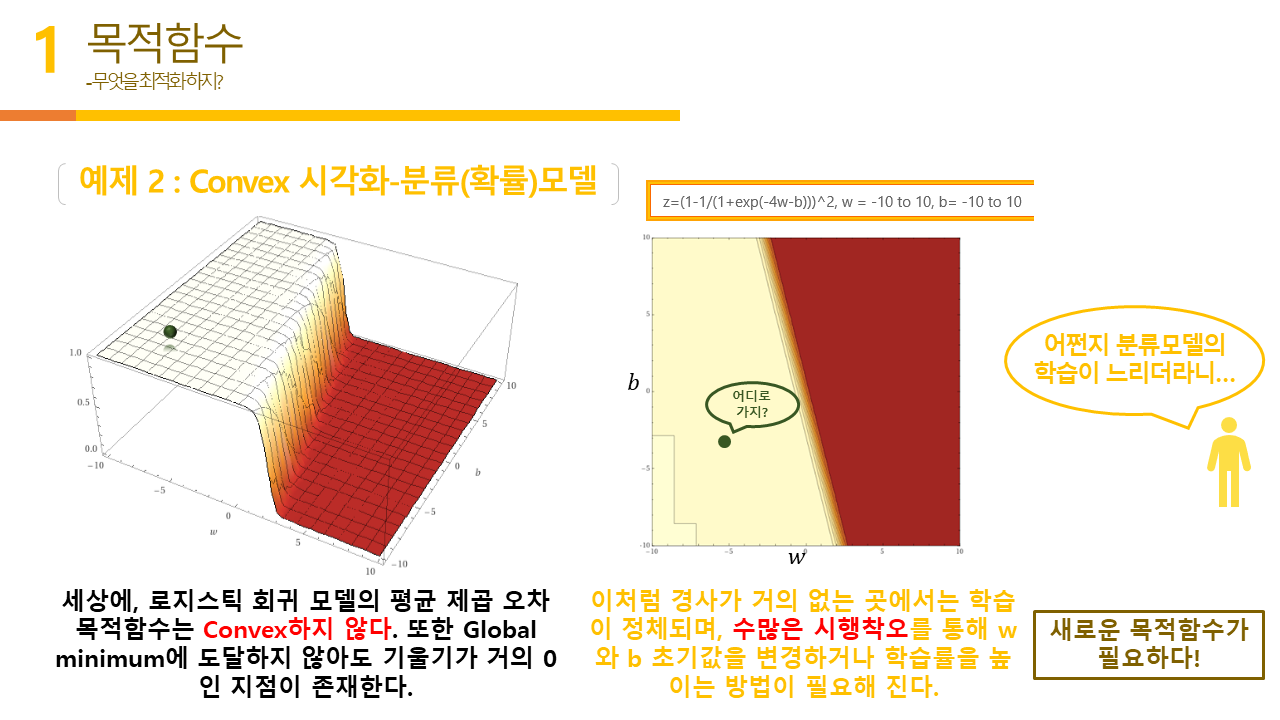 1
목적함수
-무엇을 최적화하지?
예제 2 : Convex 시각화-분류(확률)모델
z=(1-1/(1+exp(-4w-b)))^2, w = -10 to 10, b= -10 to 10
1.0
0.5
0.0
-10
-5
0
5
10
w
10
5
0
-5
-10
b
10
5
0
-5
-10
b
-10
-5
0
5
10
w
어디로
가지?
어쩐지 분류모델의
학습이 느리더라니...
세상에, 로지스틱 회귀 모델의 평균 제곱 오차
목적함수는 Convex하지 않다. 또한 Global
minimum에 도달하지 않아도 기울기가 거의 0
인 지점이 존재한다.
이처럼 경사가 거의 없는 곳에서는 학습
이 정체되며, 수많은 시행착오를 통해 w
와 b 초기값을 변경하거나 학습률을 높
이는 방법이 필요해 진다.
새로운 목적함수가
필요하다!